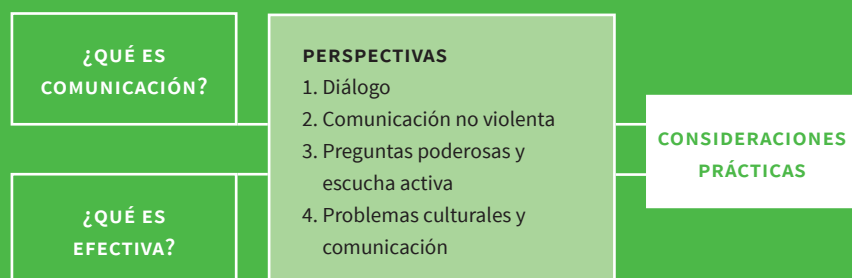 ¿QUÉ ES
COMUNICACIÓN?
¿QUÉ ES
EFECTIVA?
PERSPECTIVAS
1. Diálogo
2. Comunicación no violenta
3. Preguntas poderosas y
escucha activa
4. Problemas culturales y
comunicación
CONSIDERACIONES
PRÁCTICAS